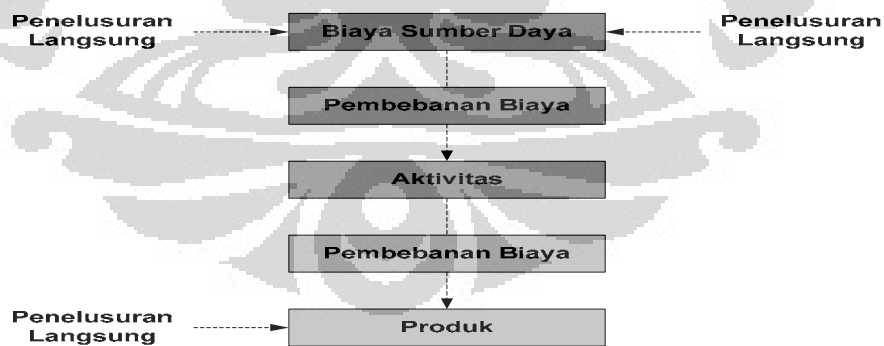 Penelusuran
Langsung
Biaya Sumber Daya
Penelusuran
Langsung
Pembebanan Biaya
Aktivitas
Pembebanan Biaya
Penelusuran
Langsung
Produk